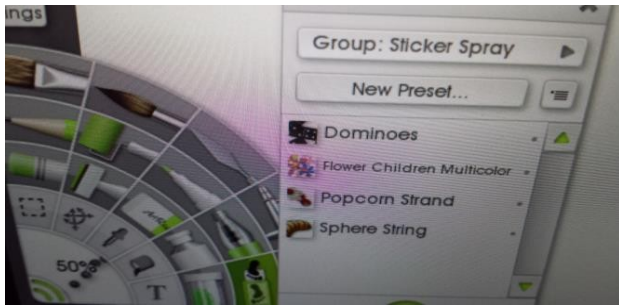 ings
Group: Sticker Spray
New Preset...
Dominoes
Flower Children Multicolor
Popcorn Strand
Sphere String
50%
T